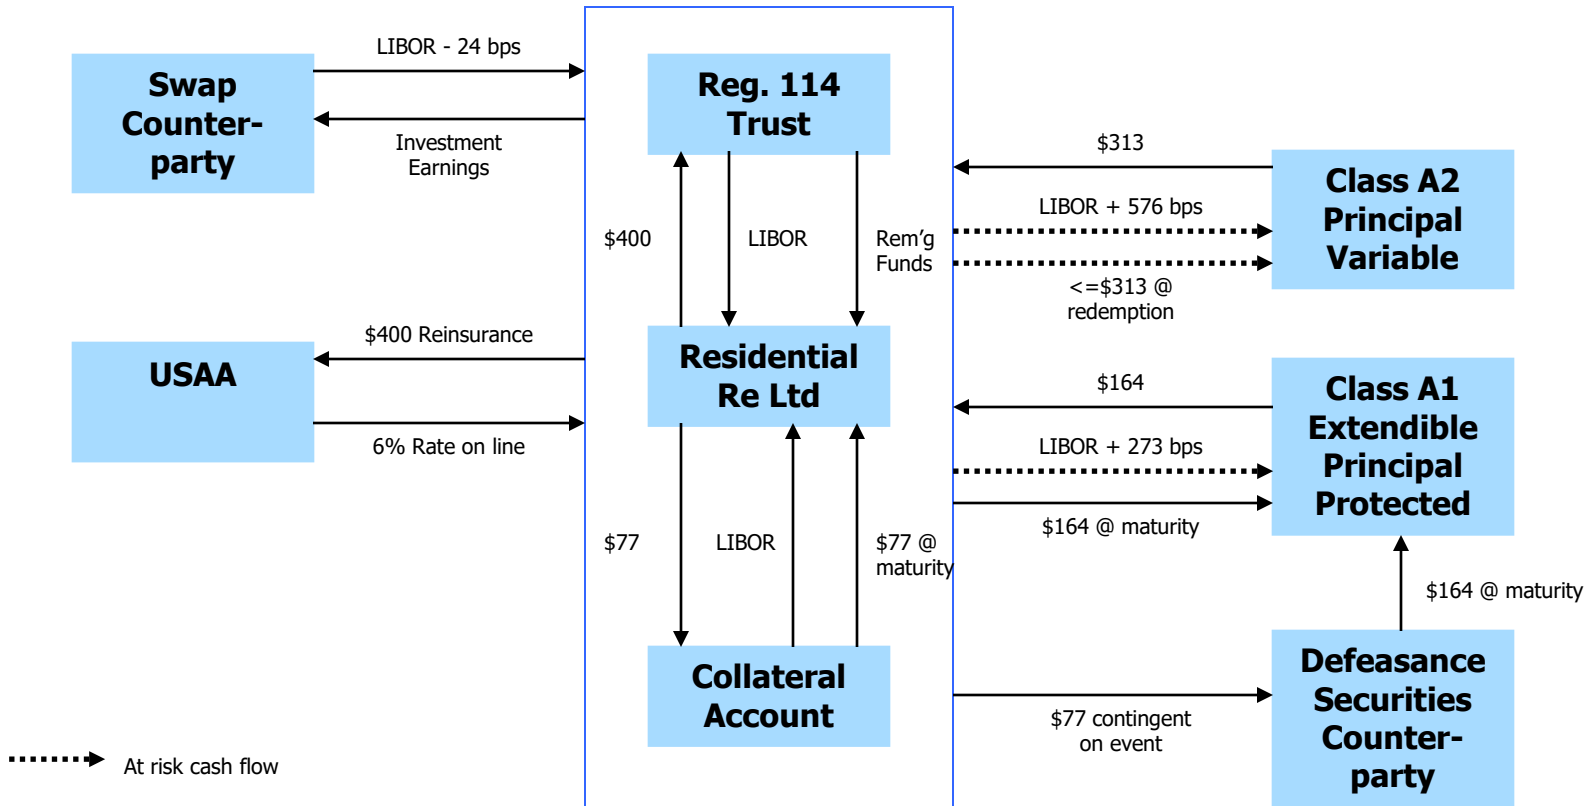 LIBOR - 24 bps
Swap
Counter-
party
Investment
Earnings
Reg. 114
Trust
$313
Class A2
Principal
Variable
LIBOR + 576 bps
<=$313 @
redemption
$400
LIBOR
Rem'g
Funds
$400 Reinsurance
USAA
6% Rate on line
Residential
Re Ltd
$164
Class A1
Extendible
Principal
Protected
LIBOR + 273 bps
$164 @ maturity
$77
LIBOR
$77 @
maturity
$164 @ maturity
Collateral
Account
Defeasance
Securities
Counter-
party
$77 contingent
on event
At risk cash flow